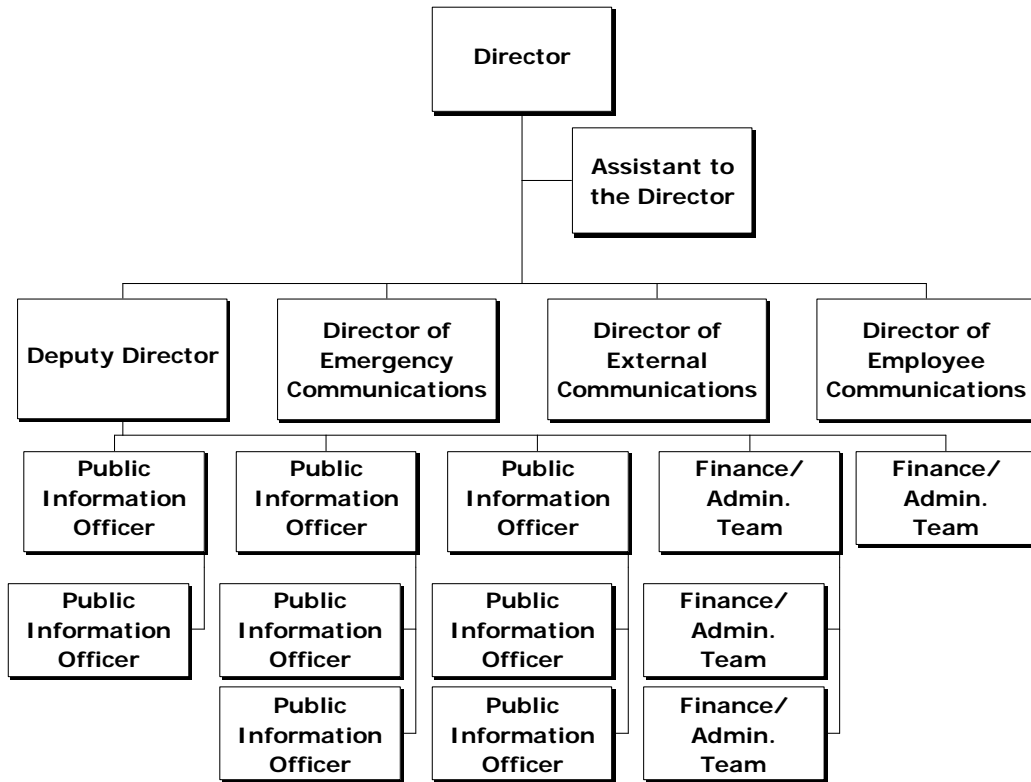 Director
Assistant to
the Director
Deputy Director
Director of
Emergency
Communications
Director of
External
Communications
Director of
Employee
Communications
Public
Information
Officer
Public
Information
Officer
Public
Information
Officer
Finance/
Admin.
Team
Finance/
Admin.
Team
Public
Information
Officer
Public
Information
Officer
Public
Information
Officer
Finance/
Admin.
Team
Public
Information
Officer
Public
Information
Officer
Finance/
Admin.
Team